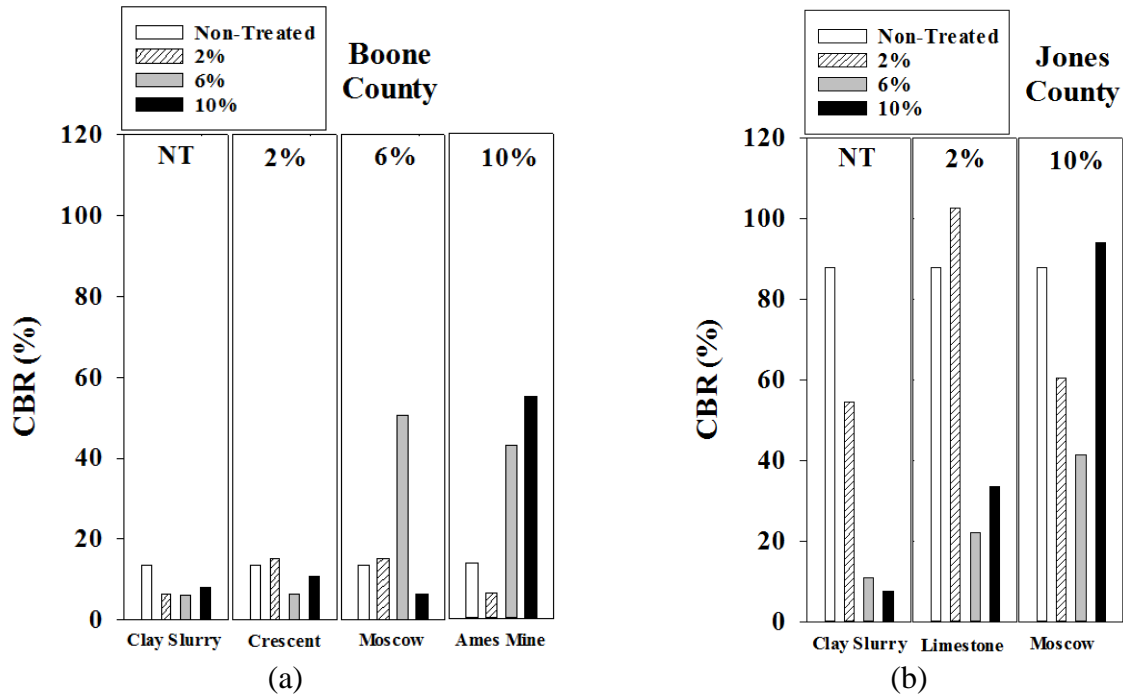 Non-Treated
2%
6%
10%
Boone
County
CBR (%)
120
100
80
60
40
20
0
NT
2%
6%
10%
Clay Slurry
Crescent
Moscow
Ames Mine
(a)
Non-Treated
2%
6%
10%
Jones
County
CBR (%)
120
100
80
60
40
20
0
NT
2%
10%
Clay Slurry
Limestone
Moscow
(b)